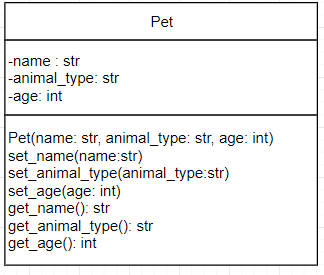 Pet
-name : str
-animal_type: str
-age: int
Pet(name: str, animal_type: str, age: int)
set_name(name:str)
set_animal_type(animal_type:str)
set_age(age: int)
get_name(): str
get_animal_type(): str
get_age(): int